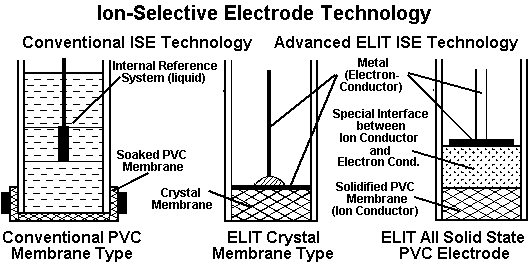 Ion-Selective Electrode Technology
Conventional ISE Technology
Advanced ELIT ISE Technology
Internal Reference
System (liquid)
Soaked PVC
Membrane
Crystal
Membrane
Metal
(Electron-
Conductor)
Special Interface
between
Ion Conductor
and
Electron Cond.
Solidified PVC
Membrane
(Ion Conductor)
Conventional PVC
Membrane Type
ELIT Crystal
Membrane Type
ELIT All Solid State
PVC Electrode